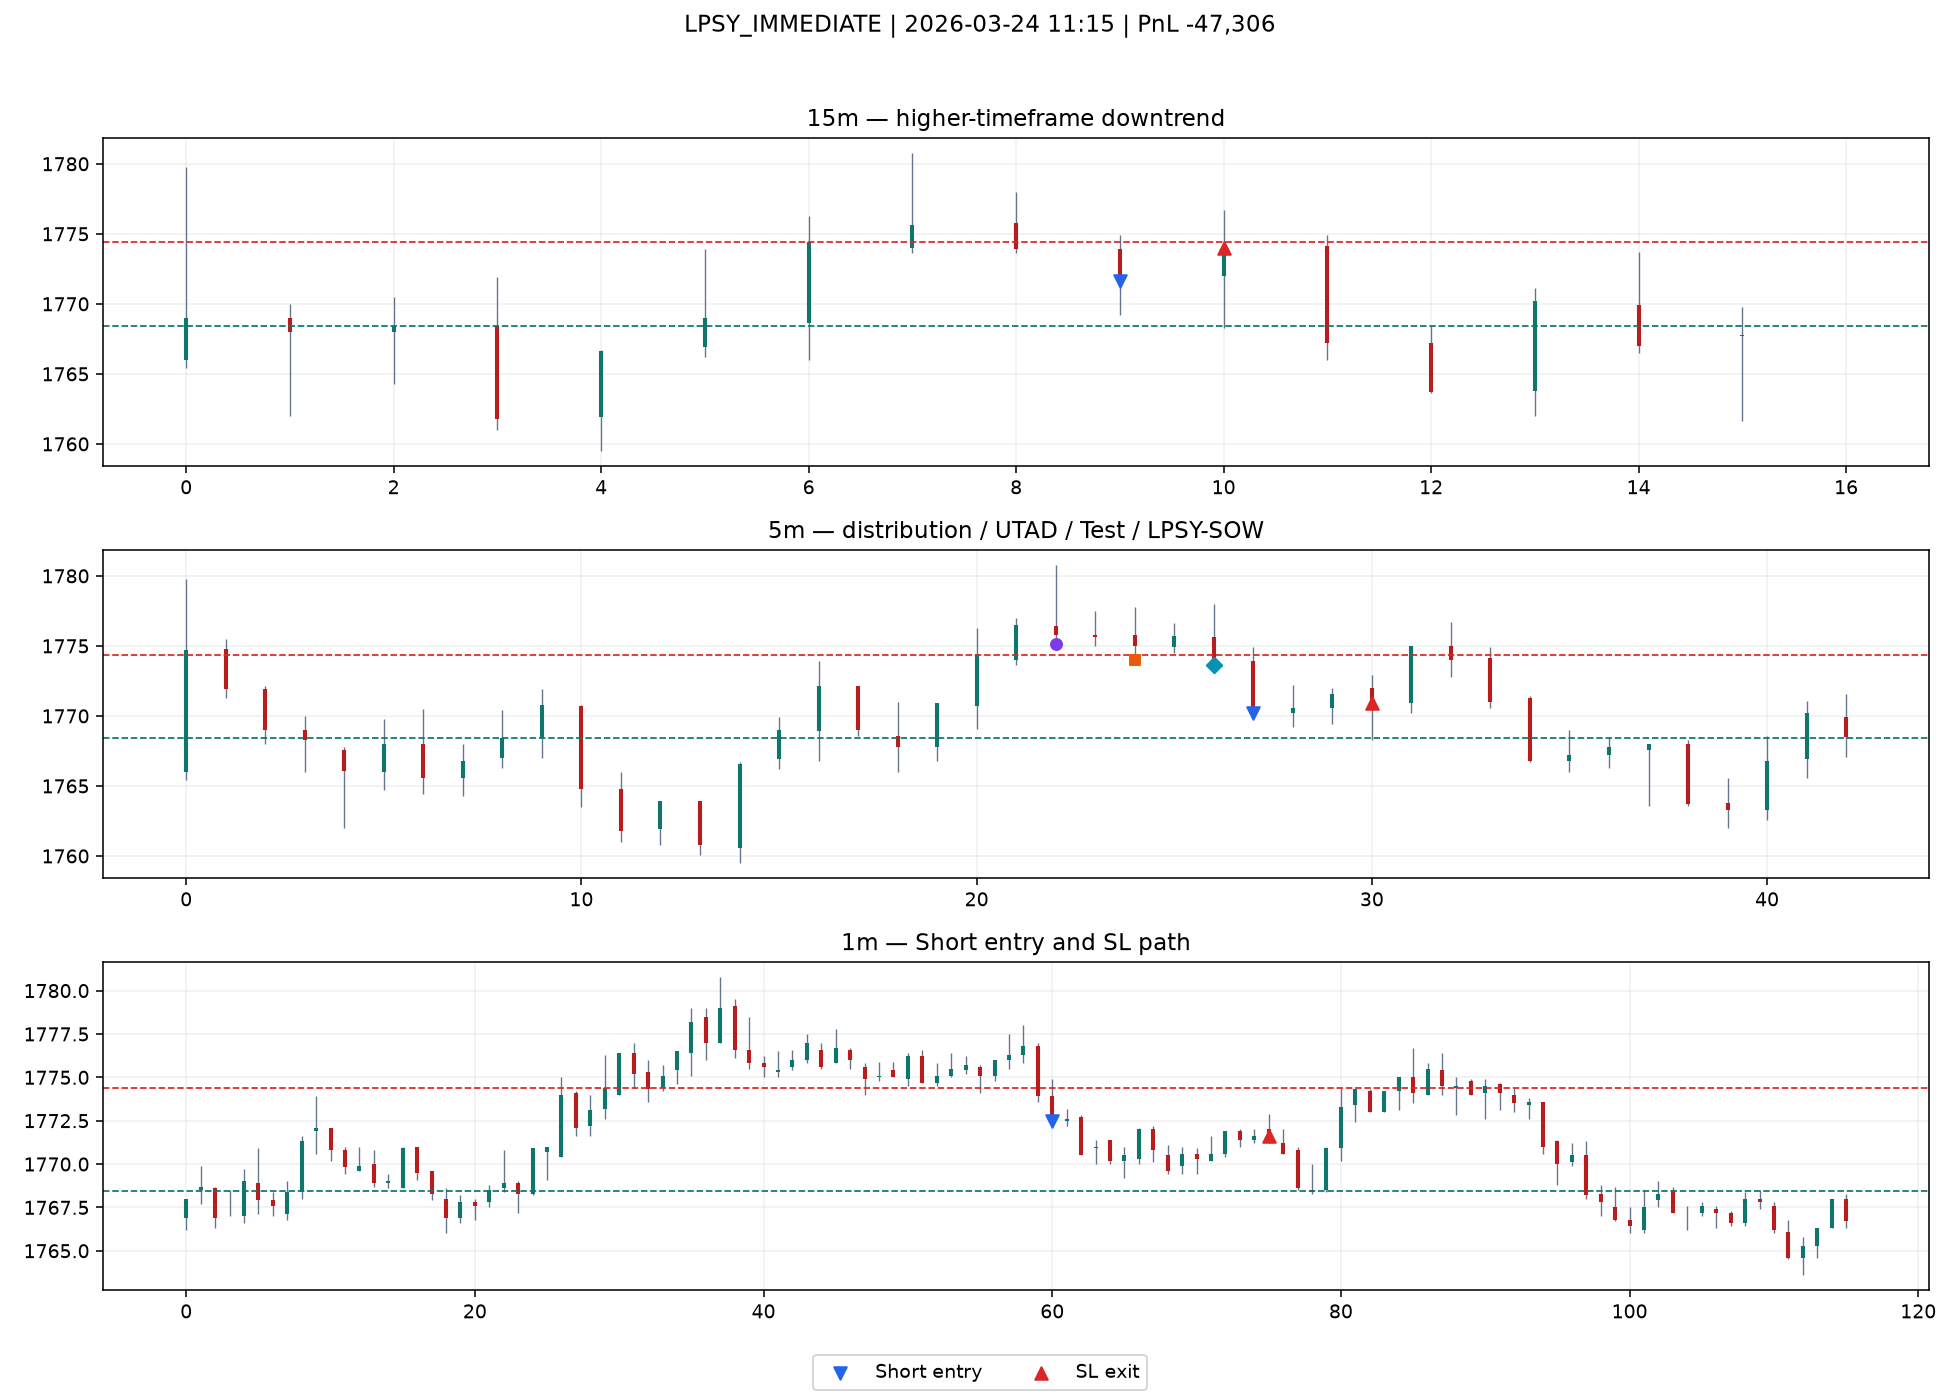 LPSY_IMMEDIATE | 2026-03-24 11:15 | PnL -47,306
15m — higher-timeframe downtrend
1780
1775
1770
1765
1760
0 2 4 6 8 10 12 14 16
5m — distribution / UTAD / Test / LPSY-SOW
1780
1775
1770
1765
1760
0 10 20 30 40
1m — Short entry and SL path
1780.0
1777.5
1775.0
1772.5
1770.0
1767.5
1765.0
0 20 40 60 80 100 120
Short entry SL exit